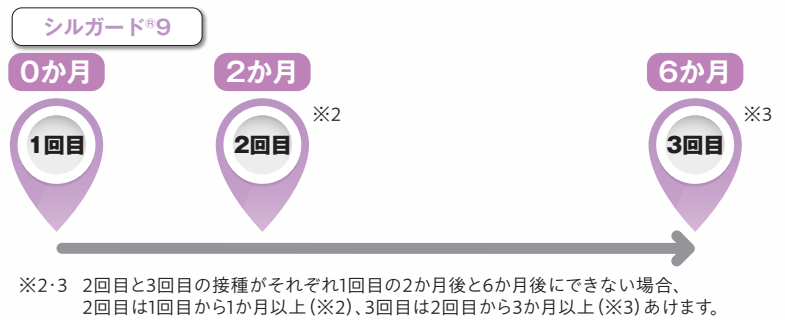 シルガード®9
0か月 2か月 6か月
1回目 2回目 ※2 3回目 ※3
※2・3 2回目と3回目の接種がそれぞれ1回目の2か月後と6か月後にできない場合、
2回目は1回目から1か月以上(※2)、3回目は2回目から3か月以上(※3)あけます。